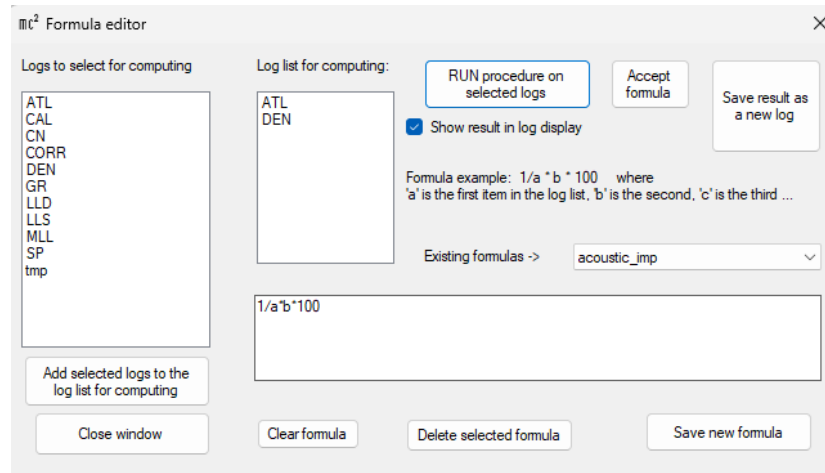 mc² Formula editor
Logs to select for computing
ATL
CAL
CN
CORR
DEN
GR
LLD
LLS
MLL
SP
tmp
Add selected logs to the
log list for computing
Close window
Log list for computing:
ATL
DEN
RUN procedure on
selected logs
Accept
formula
Save result as
a new log
Show result in log display
Formula example: 1/a * b * 100 where
'a' is the first item in the log list, 'b' is the second, 'c' is the third ...
Existing formulas ->
acoustic_imp
1/a*b*100
Clear formula
Delete selected formula
Save new formula